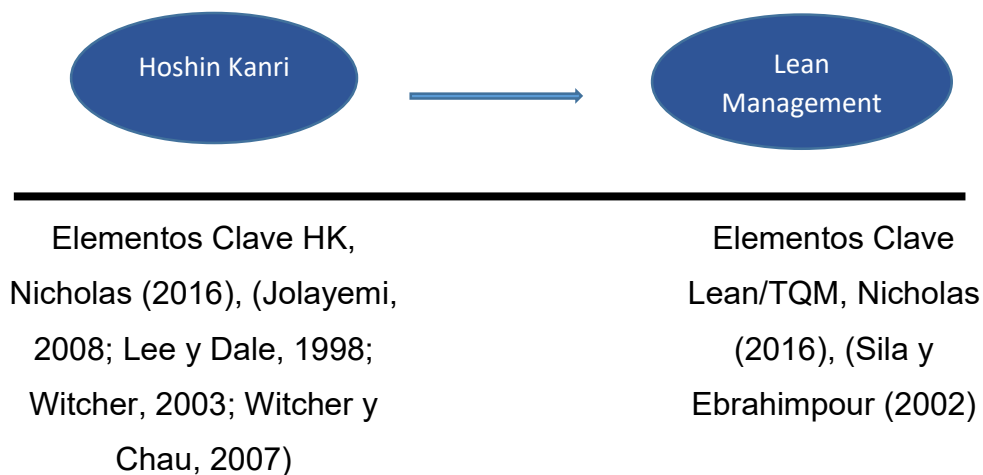 Hoshin Kanri
Lean
Management
Elementos Clave HK,
Nicholas (2016), (Jolayemi,
2008; Lee y Dale, 1998;
Witcher, 2003; Witcher y
Chau, 2007)
Elementos Clave
Lean/TQM, Nicholas
(2016), (Sila y
Ebrahimpour (2002)